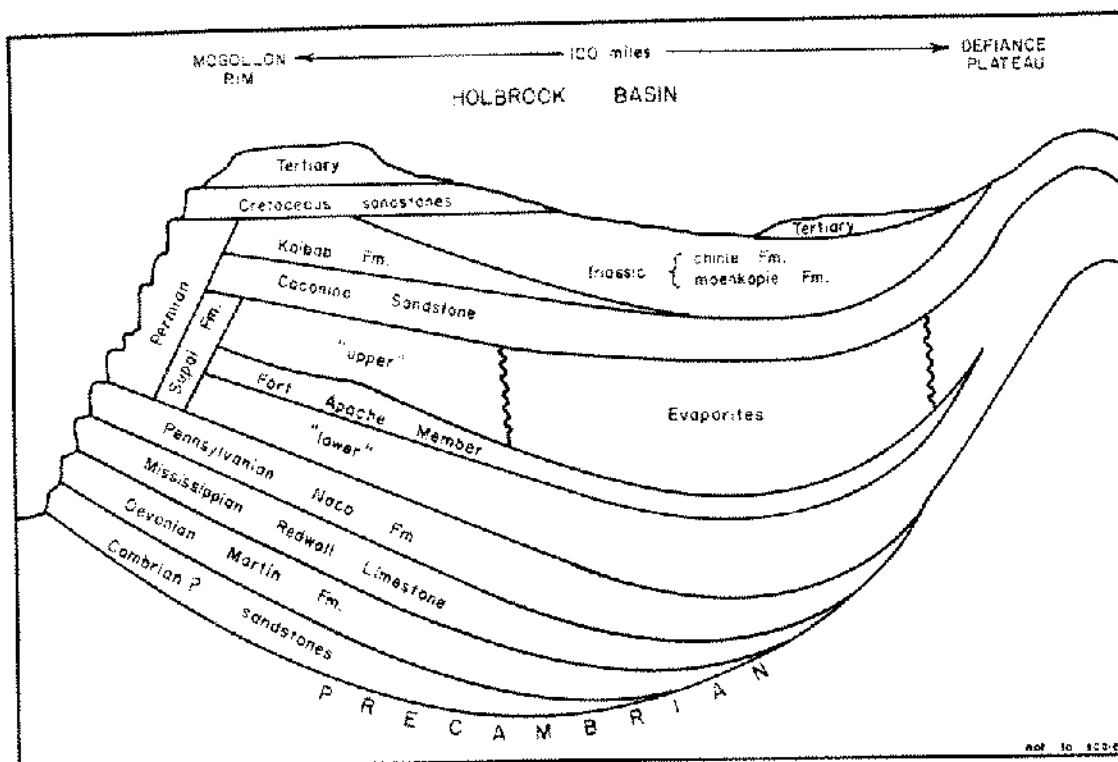 MOGOLLON
RIM
100 miles
DEFIANCE
PLATEAU
HOLBROOK BASIN
Tertiary
Cretaceous sandstones
Tertiary
Kaibab Fm.
Triassic { chinle Fm.
moenkopie Fm.
Coconino Sandstone
Permian
Supai Fm.
"upper"
Fort Apache Member
Evaporites
"lower"
Pennsylvanian Naco Fm
Mississippian Redwall Limestone
Devonian Martin Fm.
Cambrian ? sandstones
PRECAMBRIAN
not to scale